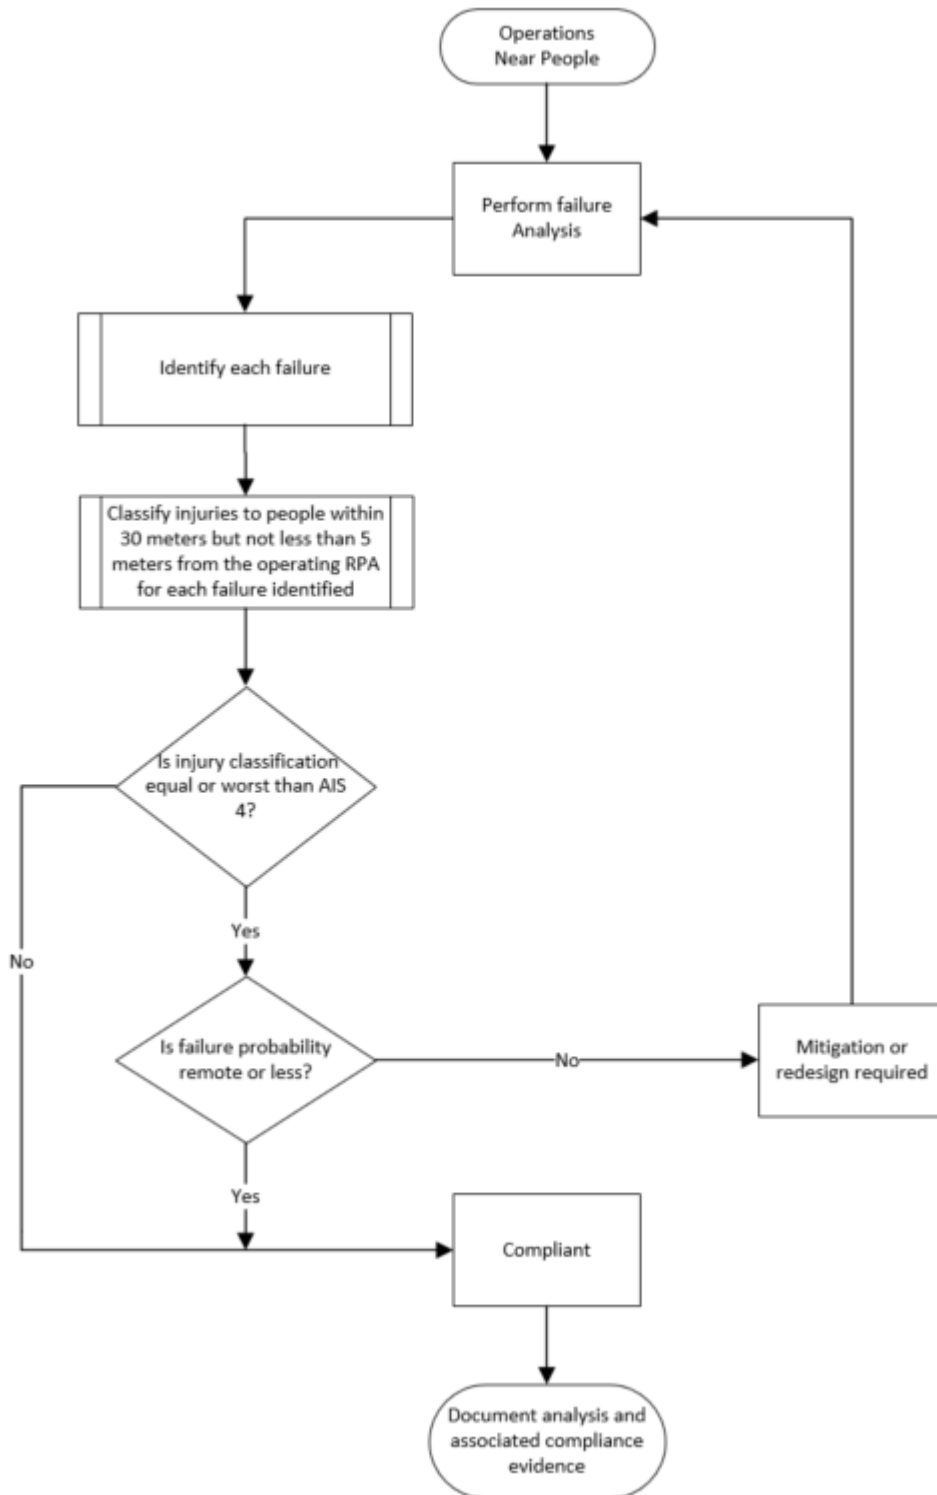 Operations
Near People
Perform failure
Analysis
Identify each failure
Classify injuries to people within
30 meters but not less than 5
meters from the operating RPA
for each failure identified
Is injury classification
equal or worst than AIS
4?
Yes
No
Is failure probability
remote or less?
No
Mitigation or
redesign required
Yes
Compliant
Document analysis and
associated compliance
evidence